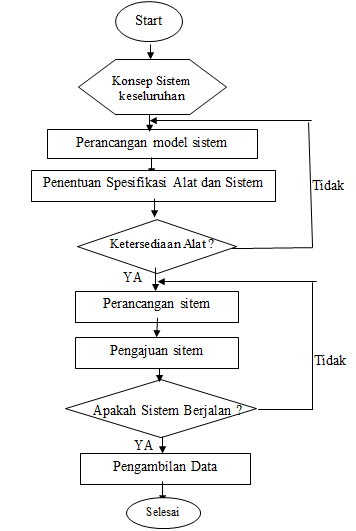 Start
Konsep Sistem
keseluruhan
Perancangan model sistem
Penentuan Spesifikasi Alat dan Sistem
Tidak
Ketersediaan Alat ?
YA
Perancangan sitem
Pengajuan sitem
Tidak
Apakah Sistem Berjalan ?
YA
Pengambilan Data
Selesai